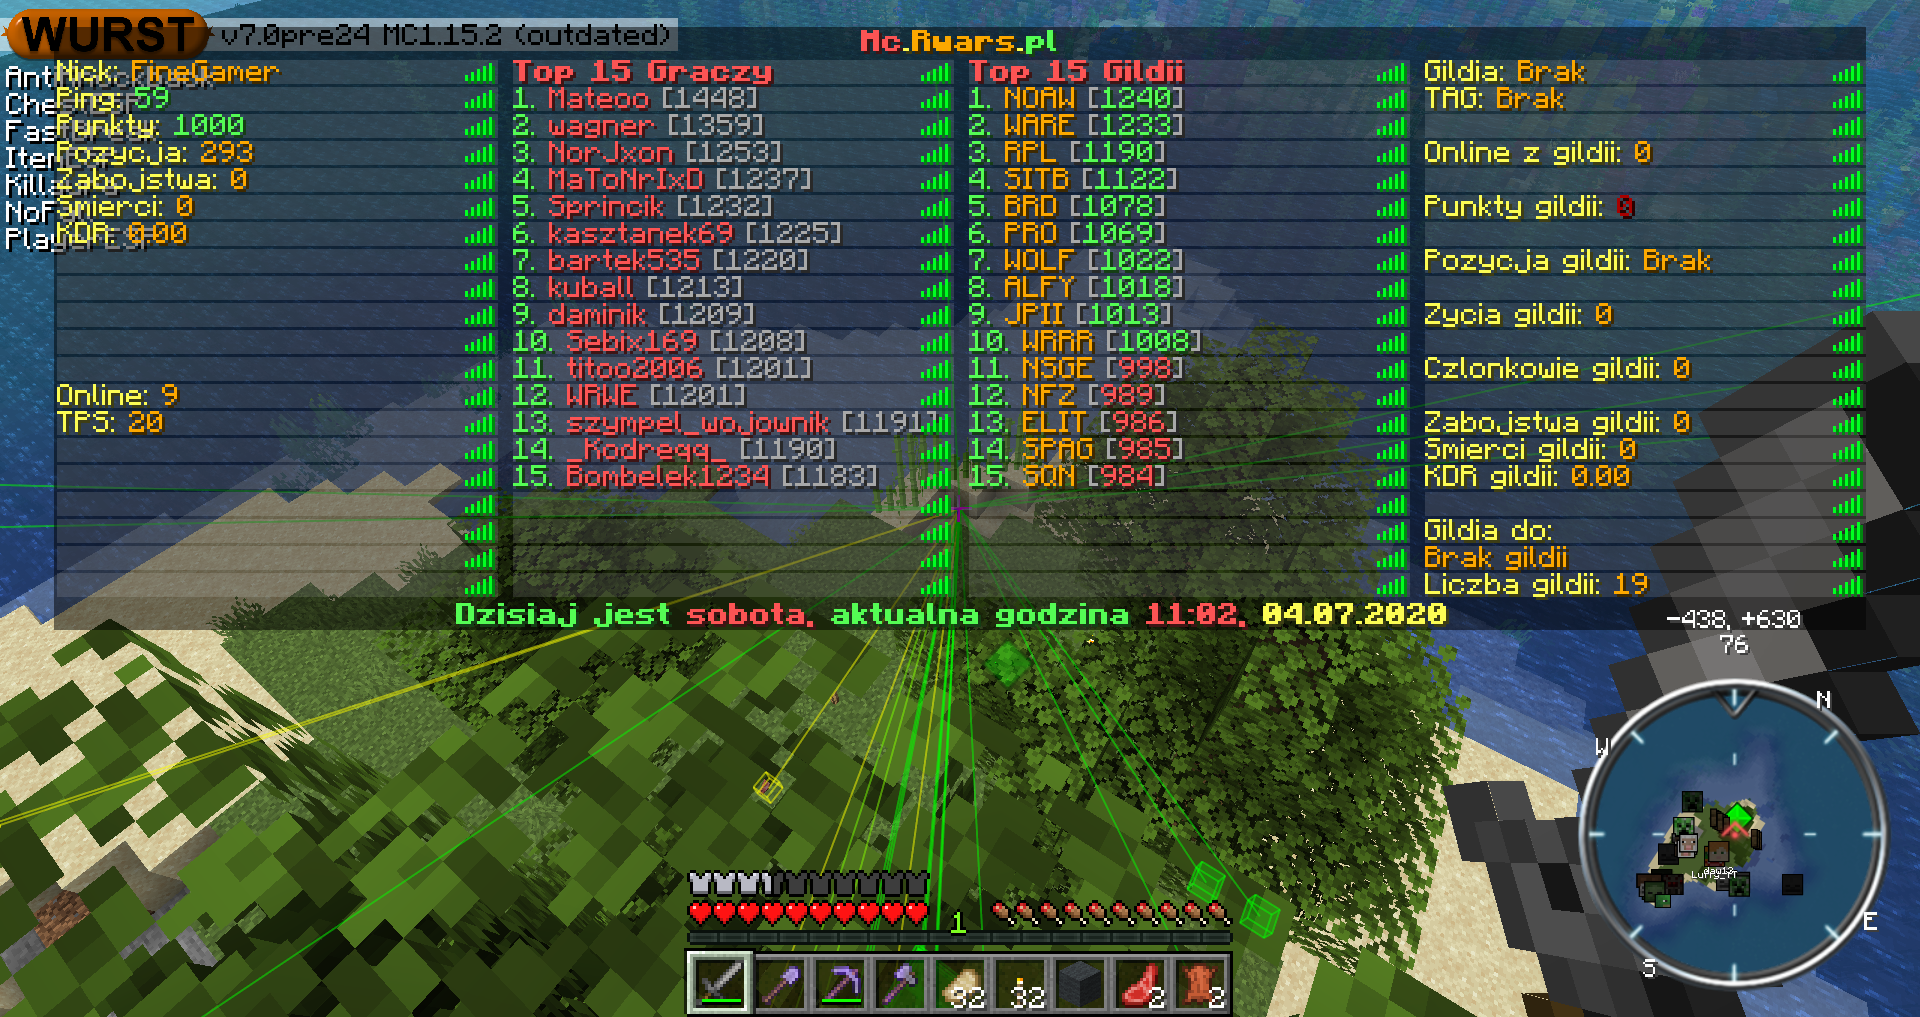 WURST v7.0pre24 MC1.15.2 (outdated)
Mc.Rwars.pl
Nick: FineGamer
Ping: 59
Punkty: 1000
Pozycja: 293
Zabojstwa: 0
Smierci: 0
KDR: 0.00
Online: 9
TPS: 20
Top 15 Graczy
1. Mateoo [1448]
2. wagner [1359]
3. NorJxon [1253]
4. MaToNrIxD [1237]
5. Sprincik [1232]
6. kasztanek69 [1225]
7. bartek535 [1220]
8. kuball [1213]
9. daminik [1209]
10. Sebix169 [1208]
11. titoo2006 [1201]
12. WRWE [1201]
13. szympel_wojownik [1191]
14. _Kodreqq_ [1190]
15. Bombelek1234 [1183]
Top 15 Gildii
1. NOAW [1240]
2. WARE [1233]
3. RPL [1190]
4. SITB [1122]
5. BRD [1078]
6. PRO [1069]
7. WOLF [1022]
8. ALFY [1018]
9. JPII [1013]
10. WRRR [1008]
11. NSGE [998]
12. NFZ [989]
13. ELIT [986]
14. SPAG [985]
15. SQN [984]
Gildia: Brak
TAG: Brak
Online z gildii: 0
Punkty gildii: 0
Pozycja gildii: Brak
Zycia gildii: 0
Czlonkowie gildii: 0
Zabojstwa gildii: 0
Smierci gildii: 0
KDR gildii: 0.00
Gildia do:
Brak gildii
Liczba gildii: 19
Dzisiaj jest sobota, aktualna godzina 11:02, 04.07.2020
-438, +630
76
N
W
E
S
1
32
2
2